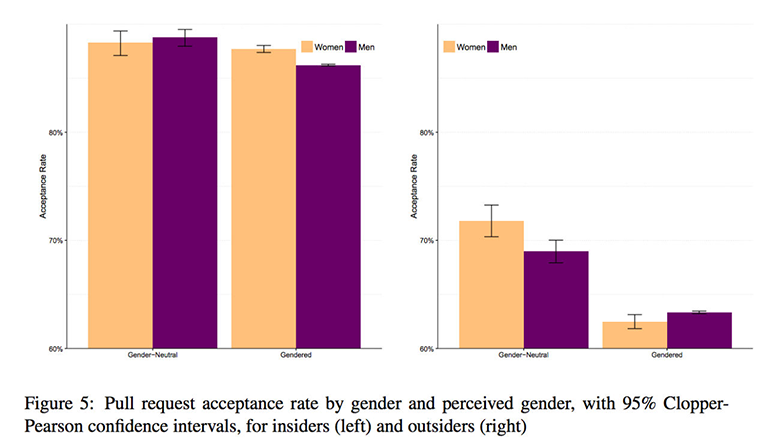 Women Men
Women Men
80%
80%
Acceptance Rate
Acceptance Rate
70%
70%
60%
60%
Gender-Neutral Gendered
Gender-Neutral Gendered
Figure 5: Pull request acceptance rate by gender and perceived gender, with 95% Clopper-
Pearson confidence intervals, for insiders (left) and outsiders (right)